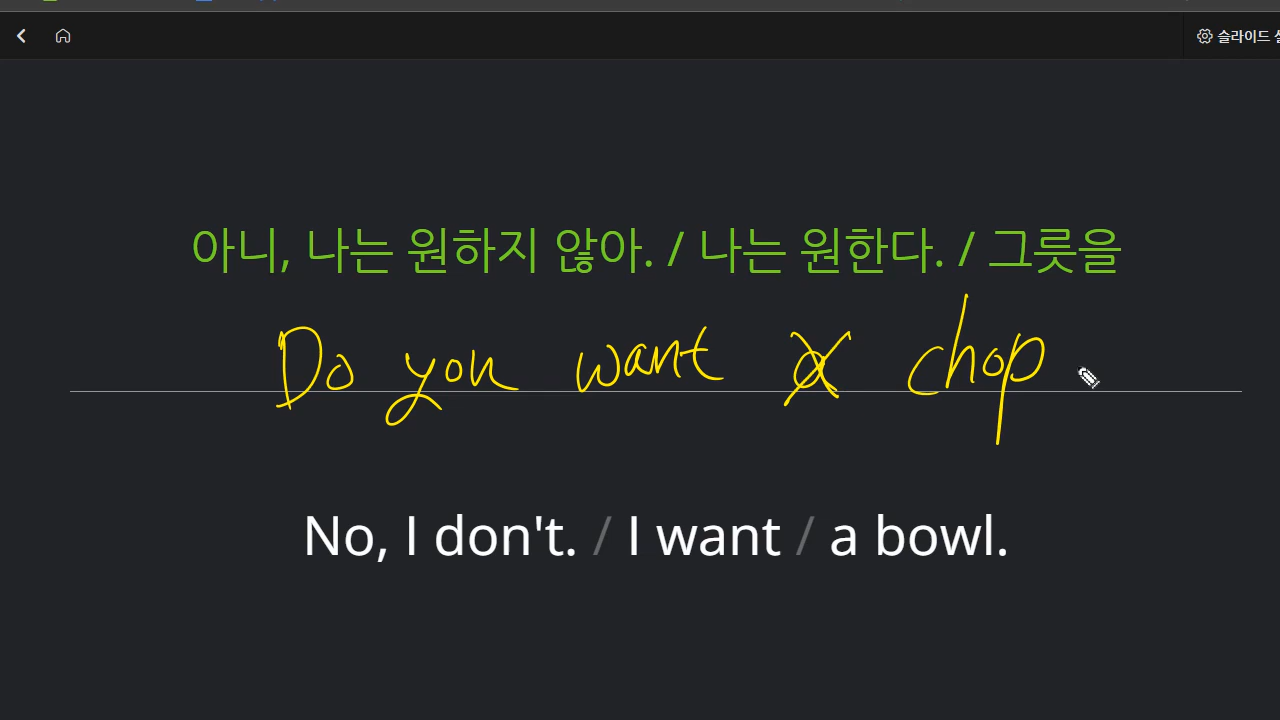 슬라이드
아니, 나는 원하지 않아. / 나는 원한다. / 그릇을
Do you want chop
No, I don't. / I want / a bowl.